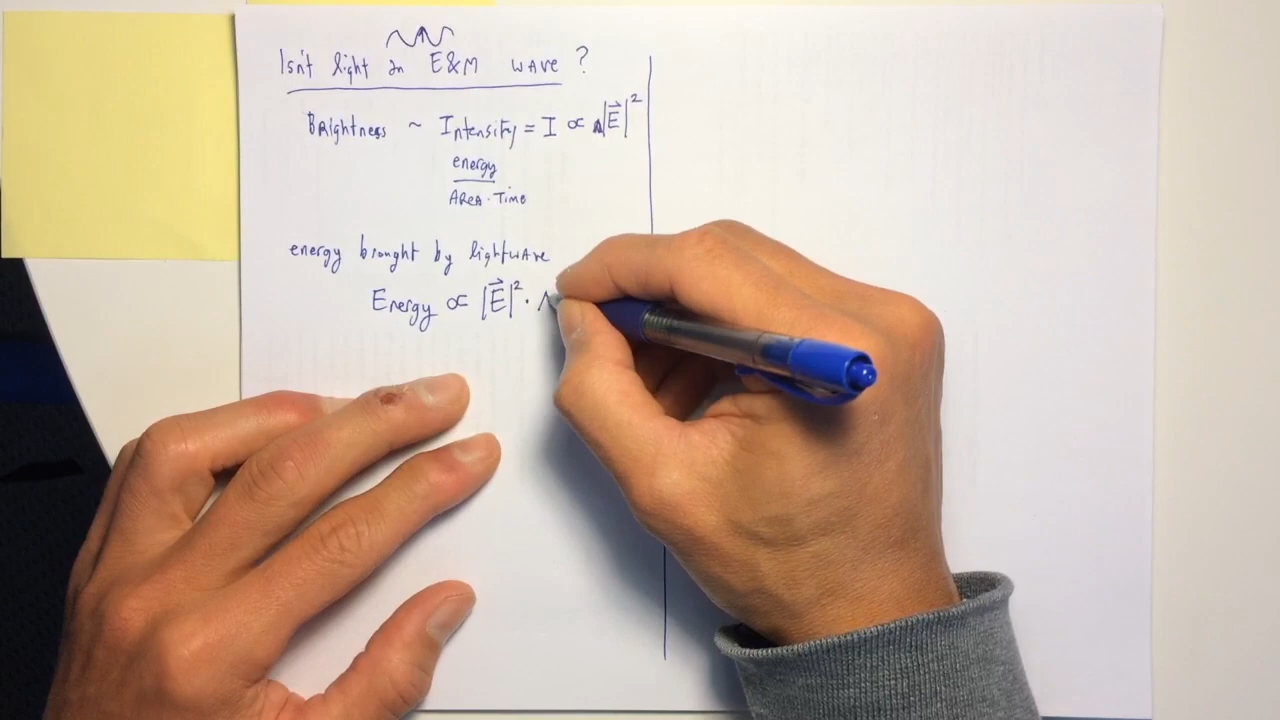 Isn't light an E&M wave ?
Brightness ~ Intensity = I ∝ |E⃗|²
energy
Area · Time
energy brought by lightwave
Energy ∝ |E⃗|² ·